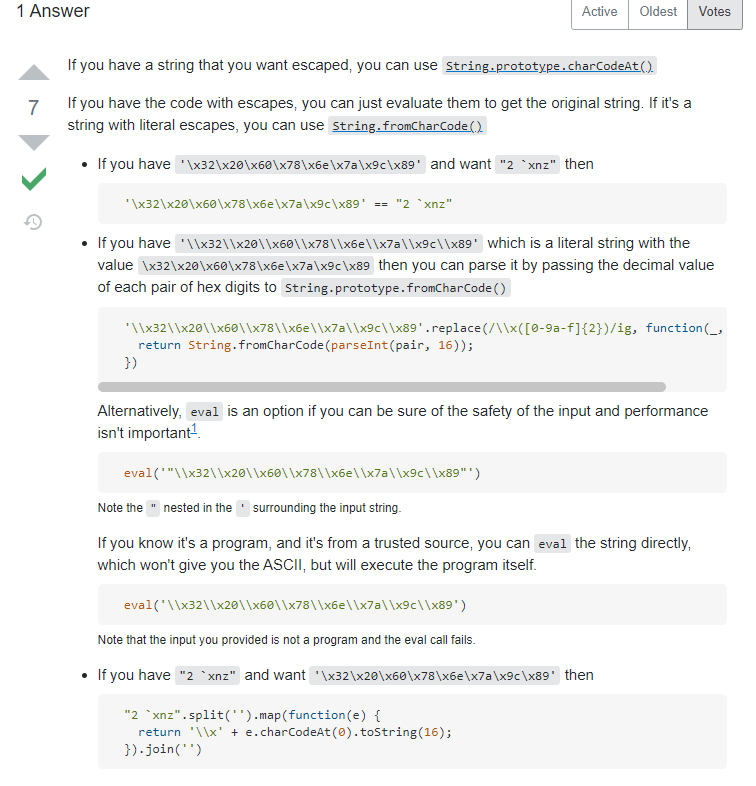 1 Answer
Active Oldest Votes
If you have a string that you want escaped, you can use String.prototype.charCodeAt()
7
If you have the code with escapes, you can just evaluate them to get the original string. If it's a
string with literal escapes, you can use String.fromCharCode()
• If you have '\x32\x20\x60\x78\x6e\x7a\x9c\x89' and want "2 `xnz" then
'\x32\x20\x60\x78\x6e\x7a\x9c\x89' == "2 `xnz"
• If you have '\\x32\\x20\\x60\\x78\\x6e\\x7a\\x9c\\x89' which is a literal string with the
value \x32\x20\x60\x78\x6e\x7a\x9c\x89 then you can parse it by passing the decimal value
of each pair of hex digits to String.prototype.fromCharCode()
'\\x32\\x20\\x60\\x78\\x6e\\x7a\\x9c\\x89'.replace(/\\x([0-9a-f]{2})/ig, function(_,
return String.fromCharCode(parseInt(pair, 16));
})
Alternatively, eval is an option if you can be sure of the safety of the input and performance
isn't important1.
eval('"\\x32\\x20\\x60\\x78\\x6e\\x7a\\x9c\\x89"')
Note the " nested in the ' surrounding the input string.
If you know it's a program, and it's from a trusted source, you can eval the string directly,
which won't give you the ASCII, but will execute the program itself.
eval('\\x32\\x20\\x60\\x78\\x6e\\x7a\\x9c\\x89')
Note that the input you provided is not a program and the eval call fails.
• If you have "2 `xnz" and want '\x32\x20\x60\x78\x6e\x7a\x9c\x89' then
"2 `xnz".split('').map(function(e) {
return '\\x' + e.charCodeAt(0).toString(16);
}).join('')